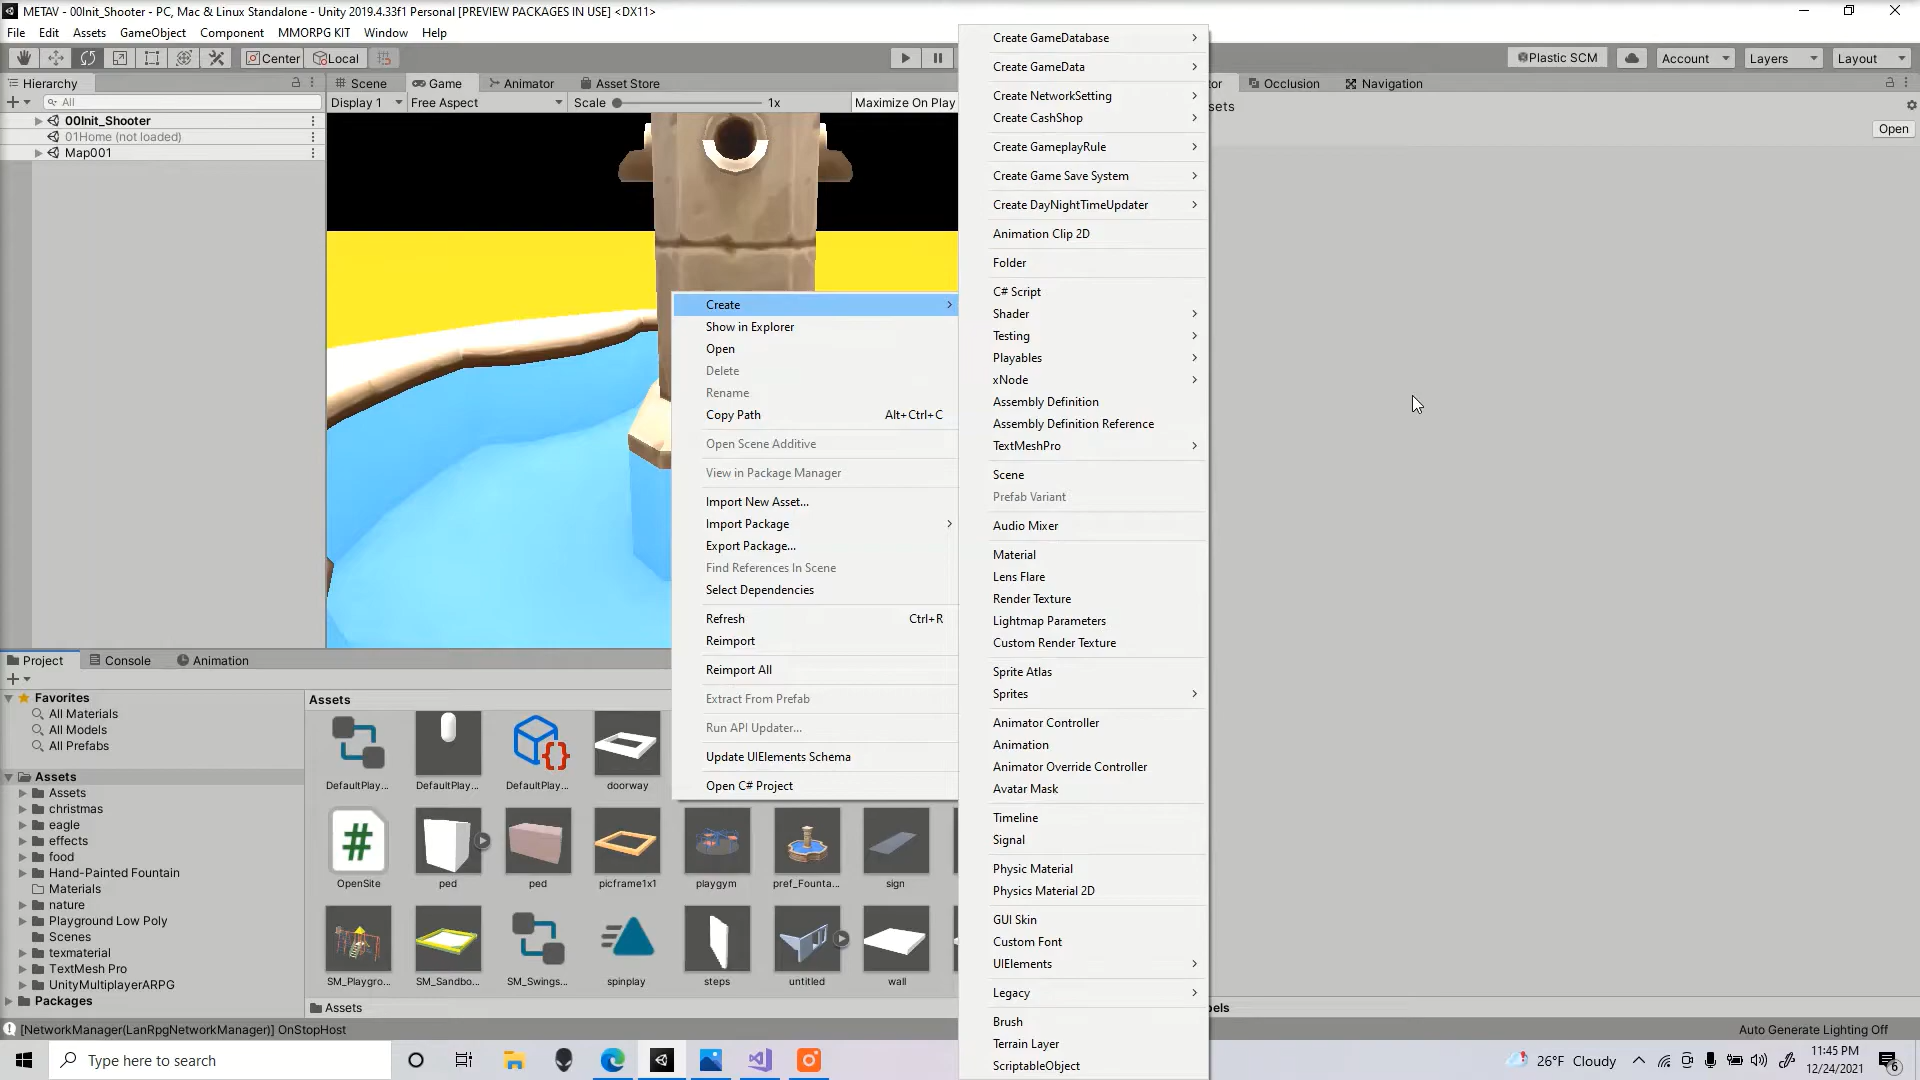 METAV - 00Init_Shooter - PC, Mac & Linux Standalone - Unity 2019.4.33f1 Personal [PREVIEW PACKAGES IN USE] <DX11>
File Edit Assets GameObject Component MMORPG KIT Window Help
Center Local Plastic SCM Account Layers Layout
Hierarchy Scene Game Animator Asset Store tor Occlusion Navigation
All Display 1 Free Aspect Scale 1x Maximize On Play sets
Open
00Init_Shooter
01Home (not loaded)
Map001
Create
Show in Explorer
Open
Delete
Rename
Copy Path Alt+Ctrl+C
Open Scene Additive
View in Package Manager
Import New Asset...
Import Package
Export Package...
Find References In Scene
Select Dependencies
Refresh Ctrl+R
Reimport
Reimport All
Extract From Prefab
Run API Updater...
Update UIElements Schema
Open C# Project
Create GameDatabase
Create GameData
Create NetworkSetting
Create CashShop
Create GameplayRule
Create Game Save System
Create DayNightTimeUpdater
Animation Clip 2D
Folder
C# Script
Shader
Testing
Playables
xNode
Assembly Definition
Assembly Definition Reference
TextMeshPro
Scene
Prefab Variant
Audio Mixer
Material
Lens Flare
Render Texture
Lightmap Parameters
Custom Render Texture
Sprite Atlas
Sprites
Animator Controller
Animation
Animator Override Controller
Avatar Mask
Timeline
Signal
Physic Material
Physics Material 2D
GUI Skin
Custom Font
UIElements
Legacy
Brush
Terrain Layer
ScriptableObject
Project Console Animation
Favorites
All Materials
All Models
All Prefabs
Assets
Assets
christmas
eagle
effects
food
Hand-Painted Fountain
Materials
nature
Playground Low Poly
Scenes
texmaterial
TextMesh Pro
UnityMultiplayerARPG
Packages
Assets
DefaultPlay... DefaultPlay... DefaultPlay... doorway
OpenSite ped ped picframe1x1 playgym pref_Founta... sign
SM_Playgro... SM_Sandbo... SM_Swings... spinplay steps untitled wall
Assets bels
[NetworkManager(LanRpgNetworkManager)] OnStopHost Auto Generate Lighting Off
Type here to search 26°F Cloudy 11:45 PM
12/24/2021
6